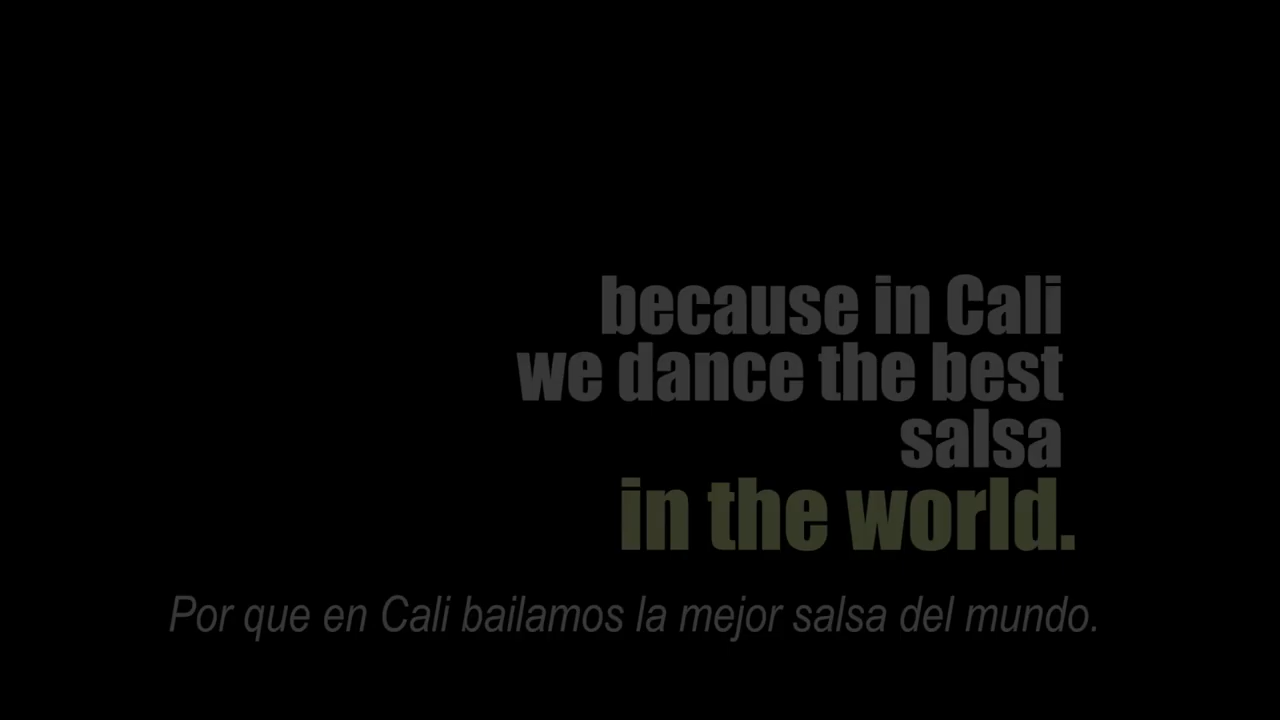 because in Cali
we dance the best
salsa
in the world.
Por que en Cali bailamos la mejor salsa del mundo.